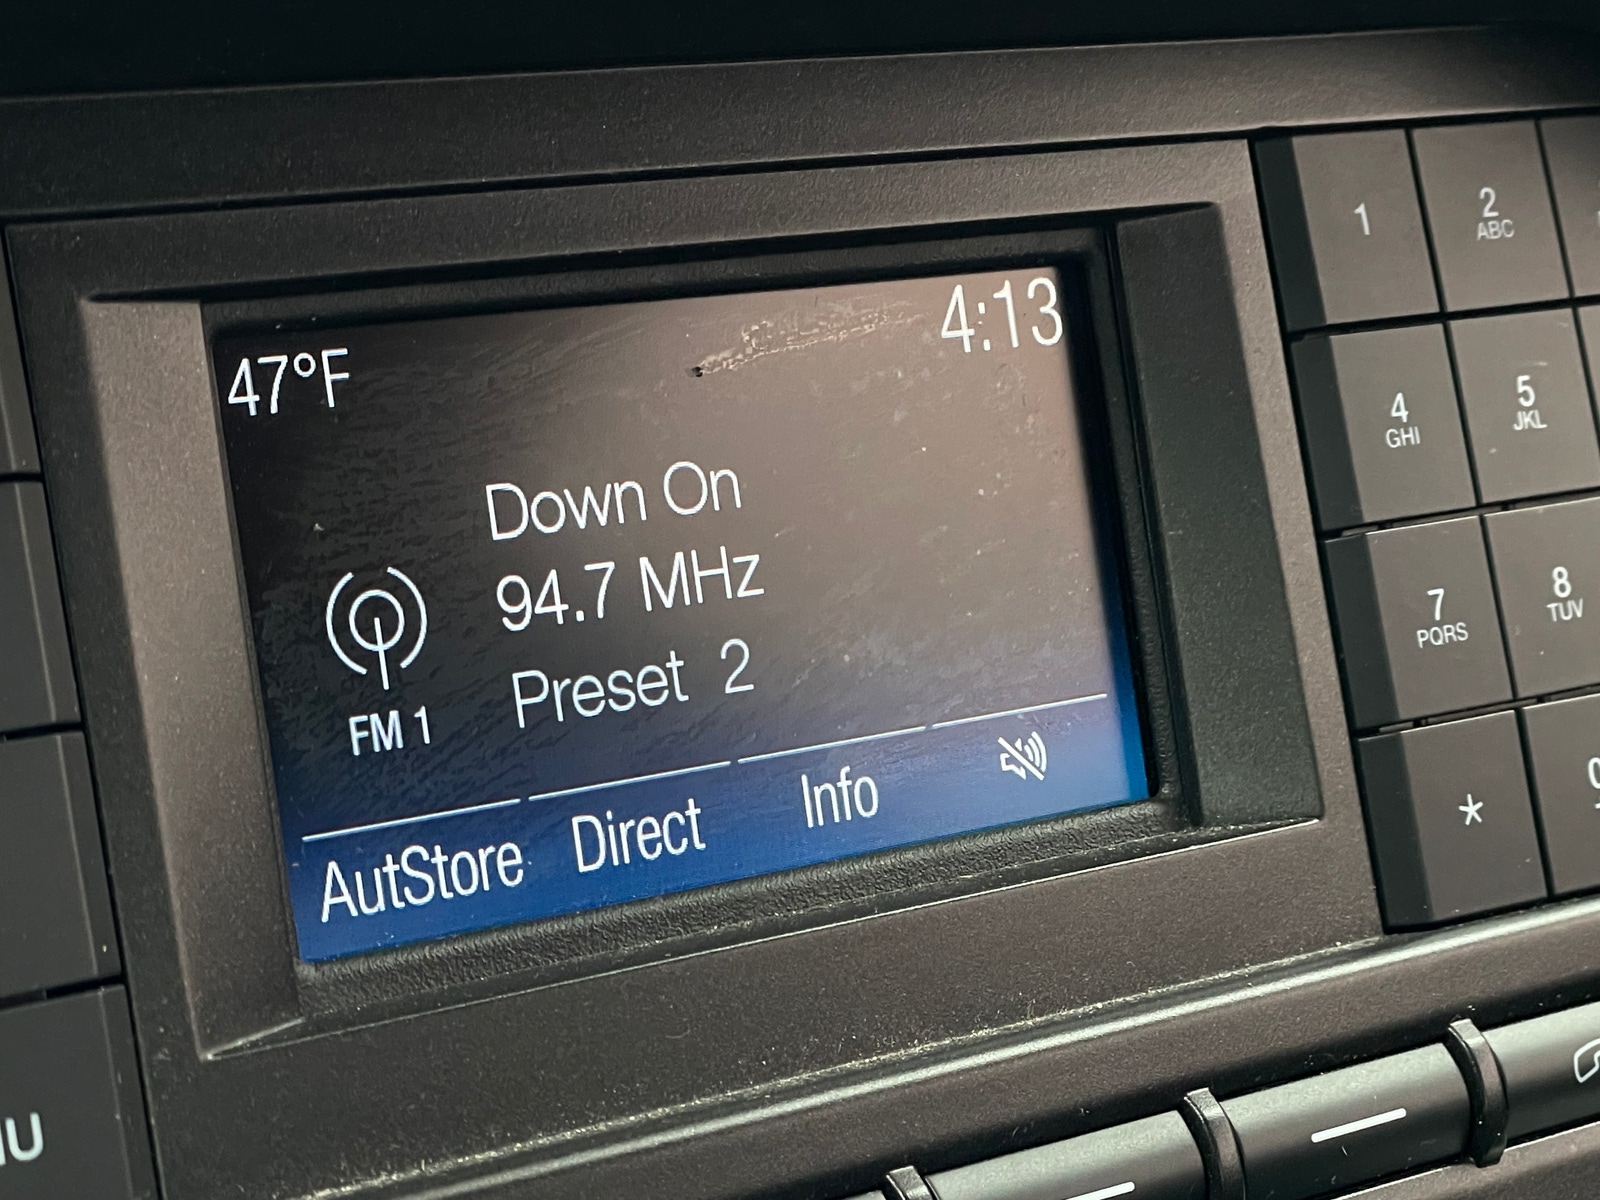 47°F
4:13
Down On
94.7 MHz
Preset 2
FM 1
AutStore
Direct
Info
1
2
ABC
4
GHI
5
JKL
7
PQRS
8
TUV
*